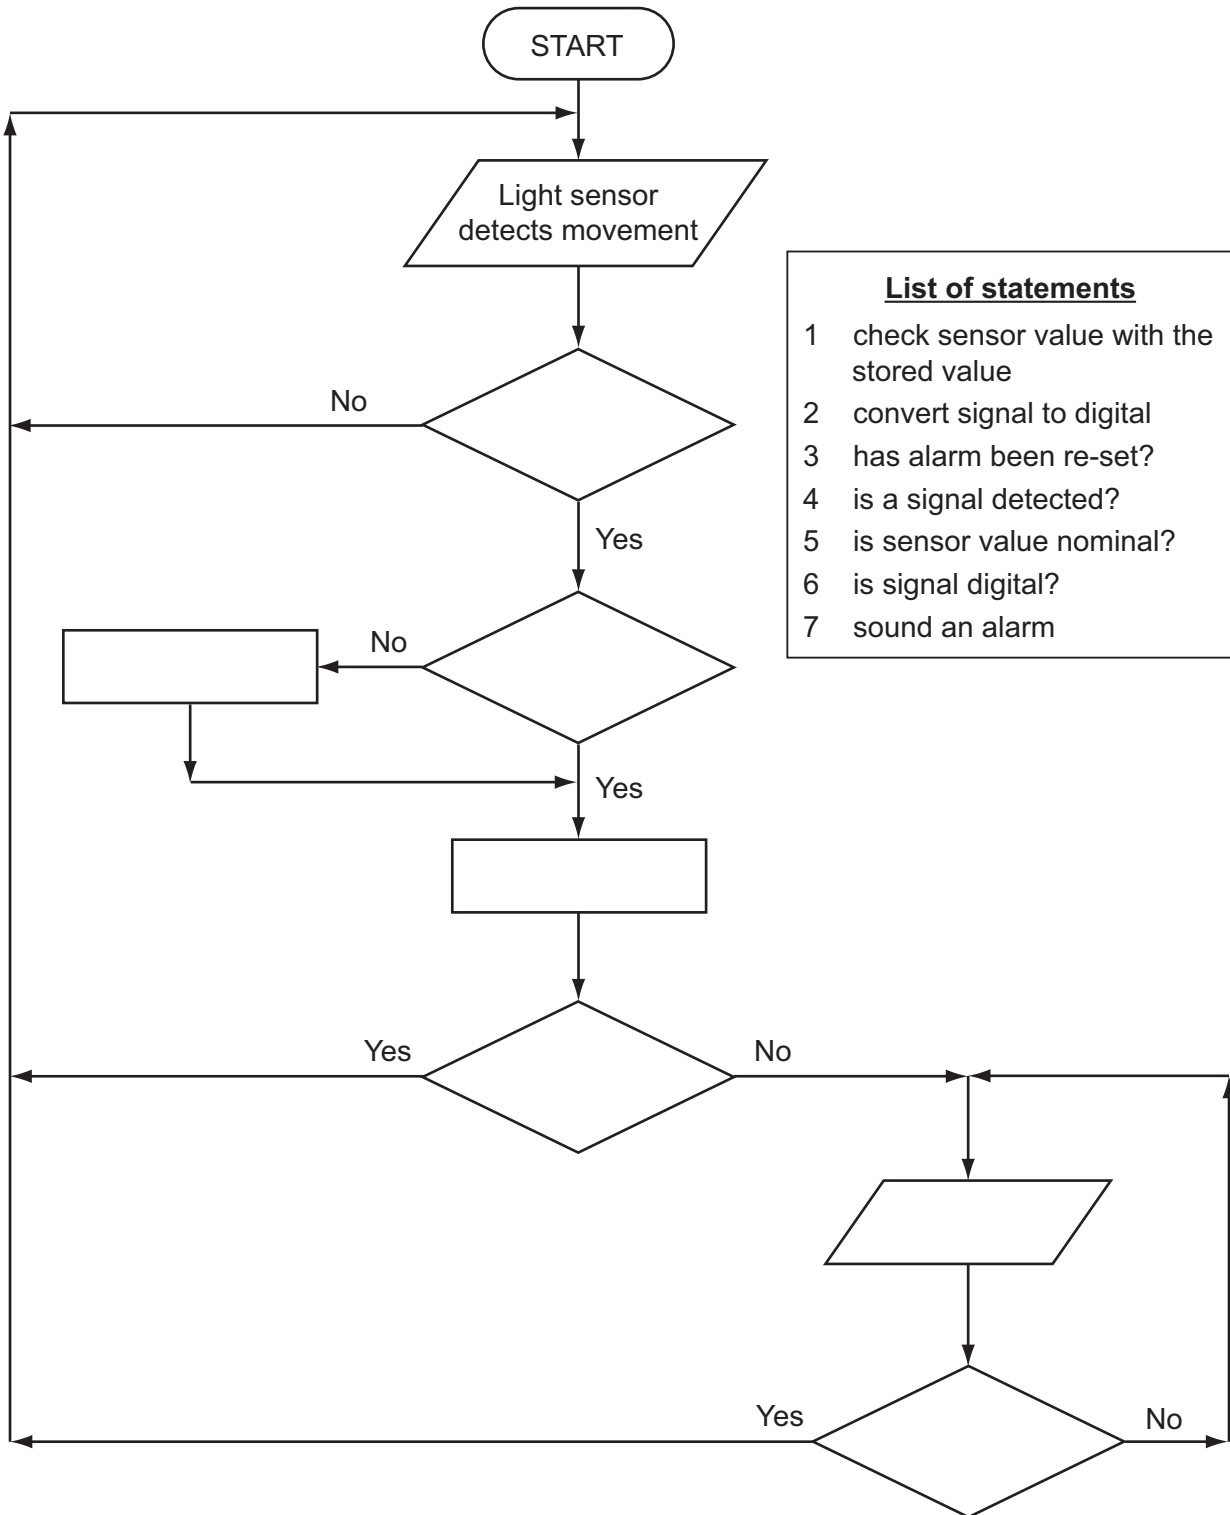 START
Light sensor
detects movement
List of statements
1 check sensor value with the
stored value
2 convert signal to digital
3 has alarm been re-set?
4 is a signal detected?
5 is sensor value nominal?
6 is signal digital?
7 sound an alarm
No
Yes
No
Yes
Yes
No
Yes
No